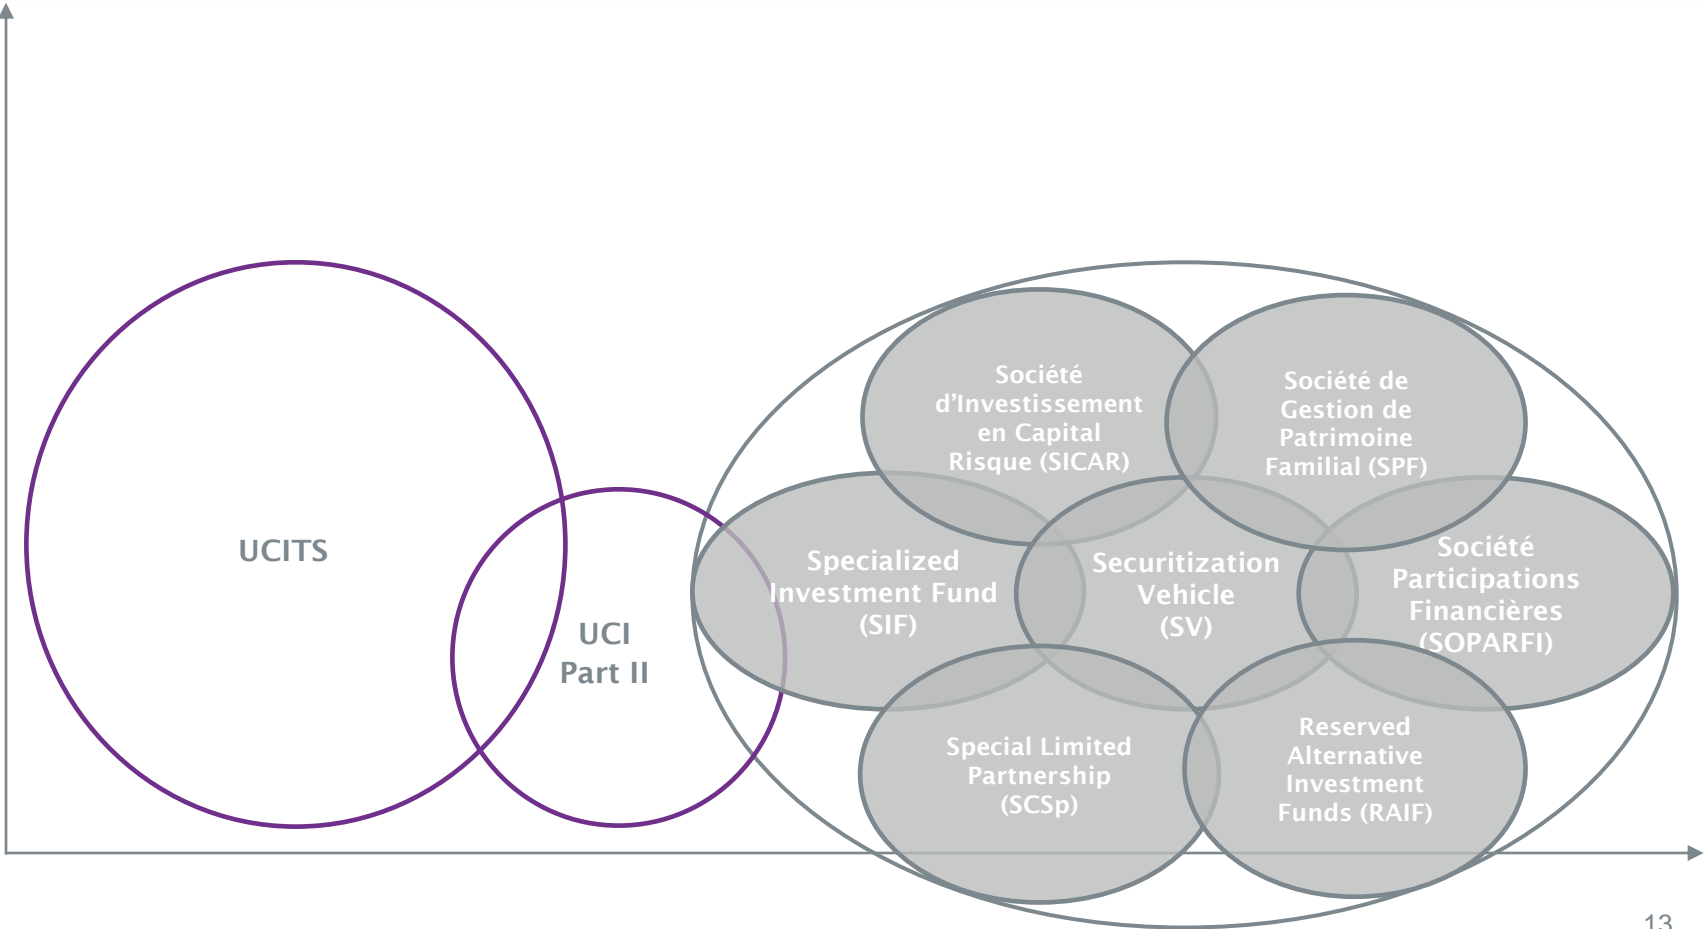 UCITS
UCI
Part II
Société
d'Investissement
en Capital
Risque (SICAR)
Société de
Gestion de
Patrimoine
Familial (SPF)
Specialized
Investment Fund
(SIF)
Securitization
Vehicle
(SV)
Société
Participations
Financières
(SOPARFI)
Special Limited
Partnership
(SCSp)
Reserved
Alternative
Investment
Funds (RAIF)
13